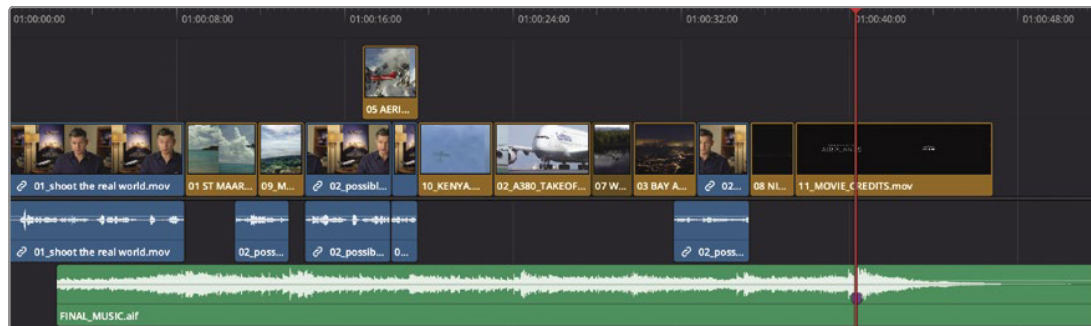 01:00:00:00
01:00:08:00
01:00:16:00
01:00:24:00
01:00:32:00
01:00:40:00
01:00:48:00
05 AERI...
01_shoot the real world.mov
01 ST MAAR...
09_M...
02_possibl...
10_KENYA....
02_A380_TAKEOF...
07 W...
03 BAY A...
02...
08 NI...
11_MOVIE_CREDITS.mov
01_shoot the real world.mov
02_poss...
02_possib...
0...
02_poss...
FINAL_MUSIC.aif